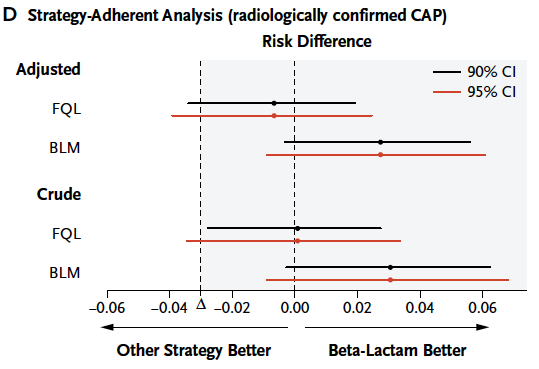 D Strategy-Adherent Analysis (radiologically confirmed CAP)
Risk Difference
Adjusted
90% CI
95% CI
FQL
BLM
Crude
FQL
BLM
–0.06 –0.04 Δ –0.02 0.00 0.02 0.04 0.06
Other Strategy Better Beta-Lactam Better